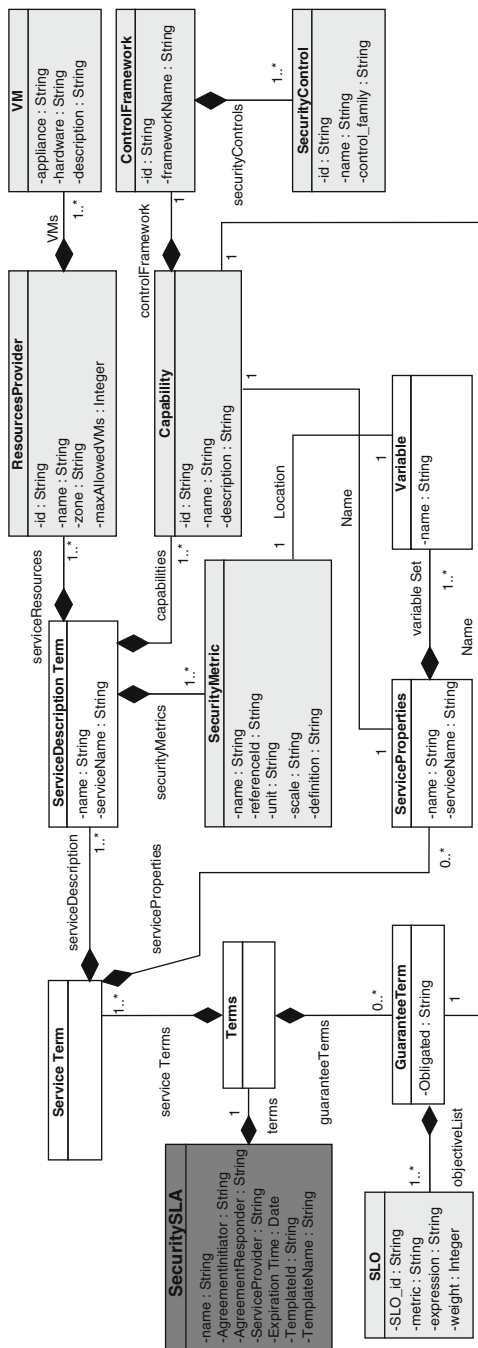 SecuritySLA
-name : String
-AgreementInitiator : String
-AgreementResponder : String
-ServiceProvider : String
-Expiration Time : Date
-TemplateId : String
-TemplateName : String
1
terms
Terms
service Terms
1..*
Service Term
serviceDescription
1..*
ServiceDescription Term
-name : String
-serviceName : String
serviceResources
1..*
ResourcesProvider
-id : String
-name : String
-zone : String
-maxAllowedVMs : Integer
VMs
1..*
VM
-appliance : String
-hardware : String
-description : String
serviceProperties
0..*
securityMetrics
1..*
SecurityMetric
-name : String
-referenceId : String
-unit : String
-scale : String
-definition : String
capabilities
1..*
Capability
-id : String
-name : String
-description : String
controlFramework
1
ControlFramework
-id : String
-frameworkName : String
securityControls
1..*
SecurityControl
-id : String
-name : String
-control_family : String
guaranteeTerms
0..*
GuaranteeTerm
-Obligated : String
1
objectiveList
1..*
SLO
-SLO_id : String
-metric : String
-expression : String
-weight : Integer
ServiceProperties
-name : String
-serviceName : String
1
Name
1
variable Set
1..*
Name
Variable
-name : String
1
Location
1
1